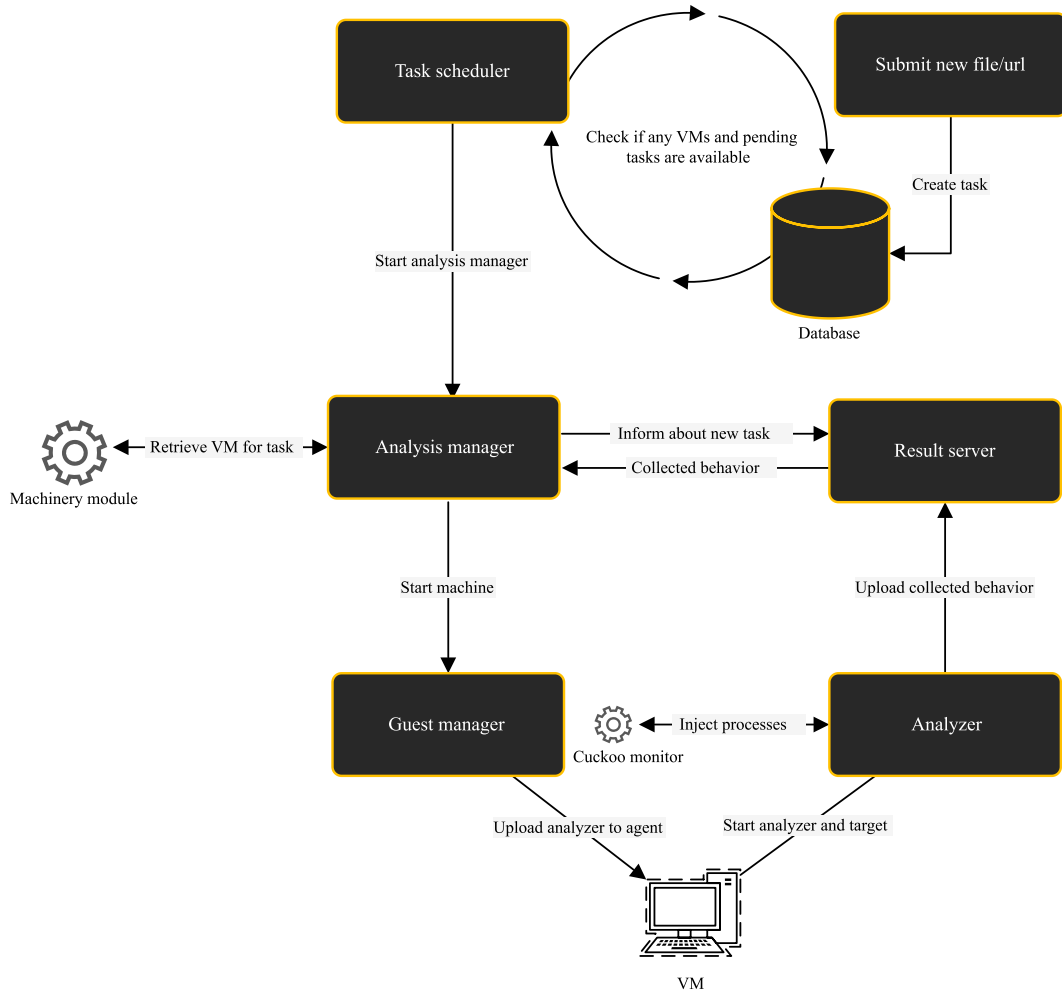 Task scheduler
Submit new file/url
Check if any VMs and pending
tasks are available
Create task
Start analysis manager
Database
Machinery module
Retrieve VM for task
Analysis manager
Inform about new task
Collected behavior
Result server
Start machine
Upload collected behavior
Guest manager
Cuckoo monitor
Inject processes
Analyzer
Upload analyzer to agent
Start analyzer and target
VM